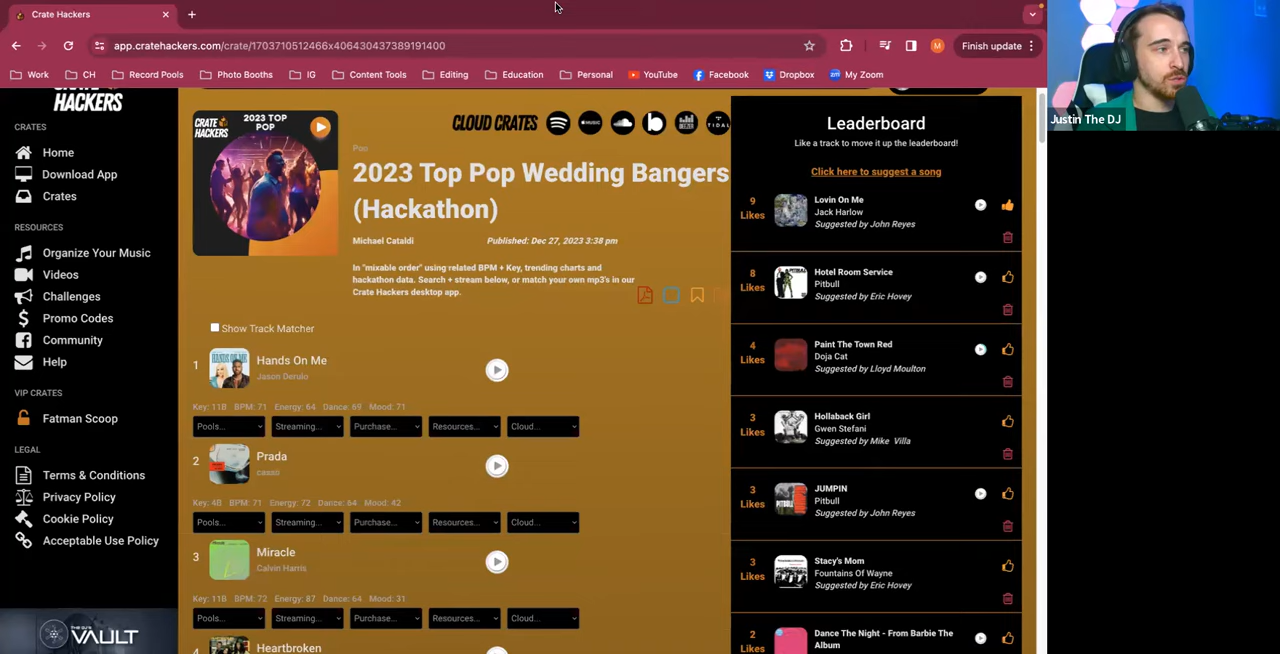 Crate Hackers
app.cratehackers.com/crate/1703710512466x406430437389191400
M
Finish update
Work
CH
Record Pools
Photo Booths
IG
Content Tools
Editing
Education
Personal
YouTube
Facebook
Dropbox
My Zoom
Justin The DJ
CRATE
HACKERS
CRATES
Home
Download App
Crates
RESOURCES
Organize Your Music
Videos
Challenges
Promo Codes
Community
Help
VIP CRATES
Fatman Scoop
LEGAL
Terms & Conditions
Privacy Policy
Cookie Policy
Acceptable Use Policy
VAULT
CRATE
HACKERS
2023 TOP
POP
CLOUD CRATES
MUSIC
DEEZER
TIDAL
Pop
2023 Top Pop Wedding Bangers
(Hackathon)
Michael Cataldi
Published: Dec 27, 2023 3:38 pm
In "mixable order" using related BPM + Key, trending charts and
hackathon data. Search + stream below, or match your own mp3's in our
Crate Hackers desktop app.
Show Track Matcher
1
Hands On Me
Jason Derulo
Key: 11B BPM: 71 Energy: 64 Dance: 69 Mood: 71
Pools...
Streaming...
Purchase...
Resources...
Cloud...
2
Prada
casso
Key: 4B BPM: 71 Energy: 72 Dance: 64 Mood: 42
Pools...
Streaming...
Purchase...
Resources...
Cloud...
3
Miracle
Calvin Harris
Key: 11B BPM: 72 Energy: 87 Dance: 64 Mood: 31
Pools...
Streaming...
Purchase...
Resources...
Cloud...
Heartbroken
Leaderboard
Like a track to move it up the leaderboard!
Click here to suggest a song
9
Likes
Lovin On Me
Jack Harlow
Suggested by John Reyes
8
Likes
Hotel Room Service
Pitbull
Suggested by Eric Hovey
4
Likes
Paint The Town Red
Doja Cat
Suggested by Lloyd Moulton
3
Likes
Hollaback Girl
Gwen Stefani
Suggested by Mike Villa
3
Likes
JUMPIN
Pitbull
Suggested by John Reyes
3
Likes
Stacy's Mom
Fountains Of Wayne
Suggested by Eric Hovey
2
Likes
Dance The Night - From Barbie The
Album